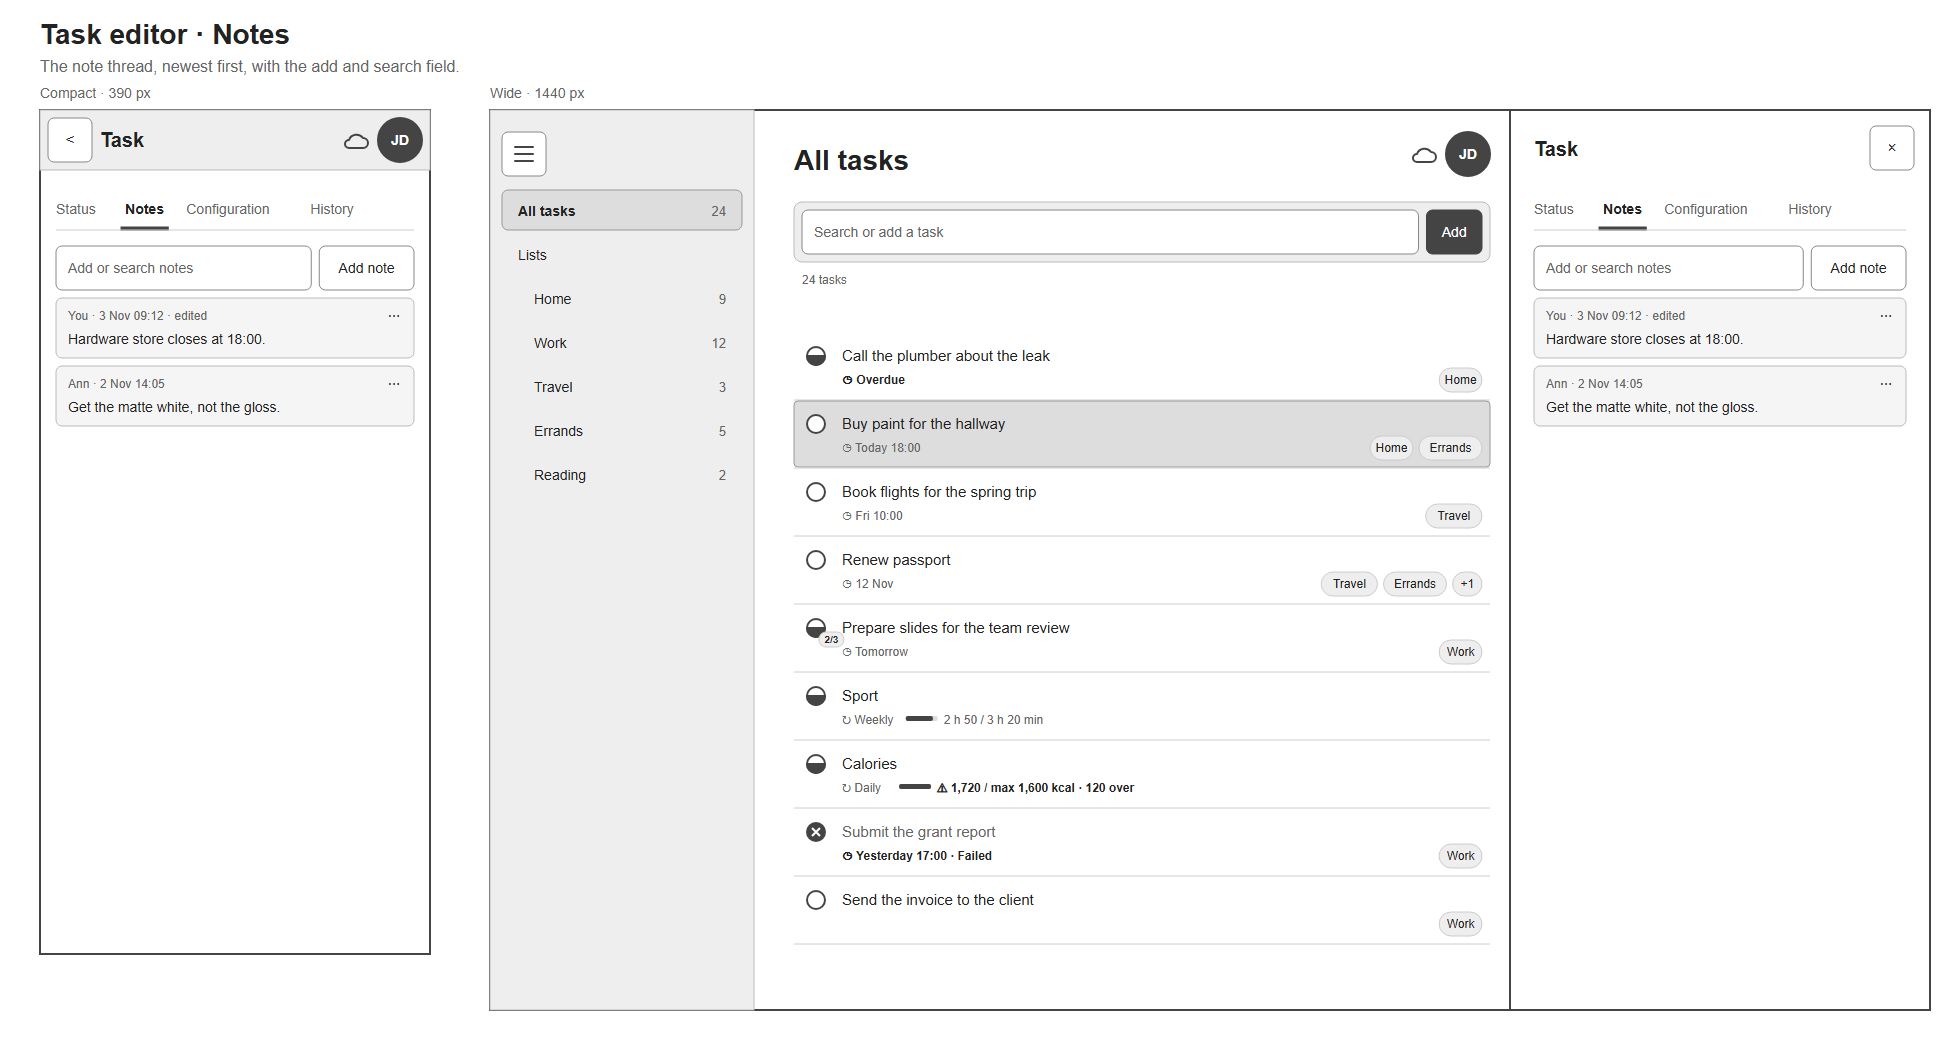 Task editor · Notes
The note thread, newest first, with the add and search field.
Compact · 390 px
< Task JD
Status Notes Configuration History
Add or search notes Add note
You · 3 Nov 09:12 · edited ...
Hardware store closes at 18:00.
Ann · 2 Nov 14:05 ...
Get the matte white, not the gloss.
Wide · 1440 px
All tasks 24
Lists
Home 9
Work 12
Travel 3
Errands 5
Reading 2
All tasks JD
Search or add a task Add
24 tasks
Call the plumber about the leak
Overdue Home
Buy paint for the hallway
Today 18:00 Home Errands
Book flights for the spring trip
Fri 10:00 Travel
Renew passport
12 Nov Travel Errands +1
Prepare slides for the team review
2/3
Tomorrow Work
Sport
↻ Weekly 2 h 50 / 3 h 20 min
Calories
↻ Daily ⚠ 1,720 / max 1,600 kcal · 120 over
Submit the grant report
Yesterday 17:00 · Failed Work
Send the invoice to the client
Work
Task ×
Status Notes Configuration History
Add or search notes Add note
You · 3 Nov 09:12 · edited ...
Hardware store closes at 18:00.
Ann · 2 Nov 14:05 ...
Get the matte white, not the gloss.